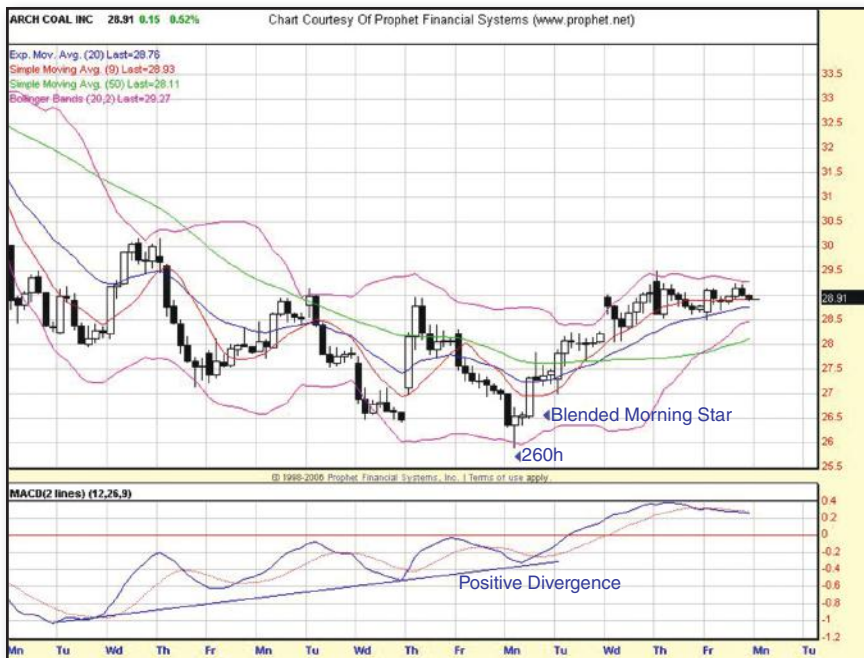 ARCH COAL INC 28.91 0.15 0.52% Chart Courtesy Of Prophet Financial Systems (www.prophet.net)
Exp. Mov. Avg. (20) Last=28.76
Simple Moving Avg. (9) Last=28.93
Simple Moving Avg. (50) Last=28.11
Bollinger Bands (20,2) Last=29.27
33.5
33
32.5
32
31.5
31
30.5
30
29.5
28.91
28.5
28
27.5
27
26.5
26
25.5
Blended Morning Star
260h
© 1998-2006 Prophet Financial Systems, Inc. | Terms of use apply.
MACD(2 lines) (12,26,9)
0.4
0.2
0
-0.2
-0.4
-0.6
-0.8
-1
-1.2
Positive Divergence
Mn Tu Wd Th Fr Mn Tu Wd Th Fr Mn Tu Wd Th Fr Mn Tu